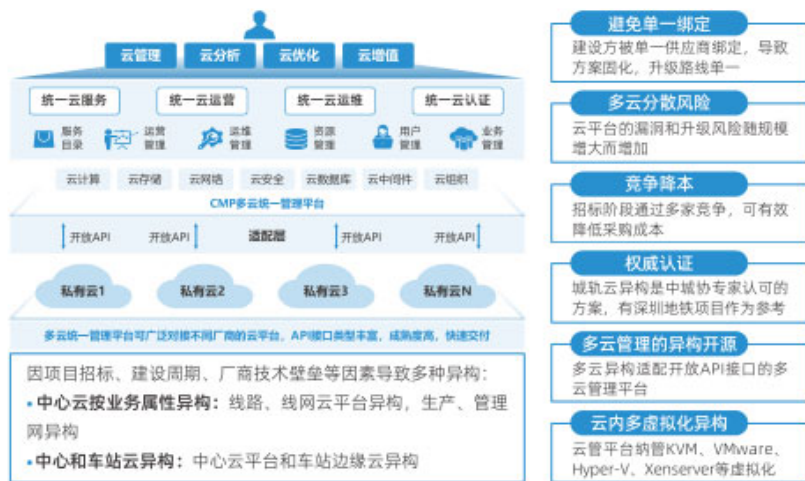 云管理 云分析 云优化 云增值
统一云服务 统一云运营 统一云运维 统一云认证
服务目录 运营管理 运维管理 资源管理 用户管理 业务管理
云计算 云存储 云网络 云安全 云数据库 云中间件 云组织
CMP多云统一管理平台
开放API 开放API 适配层 开放API 开放API
私有云1 私有云2 私有云3 私有云N
多云统一管理平台可广泛对接不同厂商的云平台，API接口类型丰富，成熟度高，快速交付
因项目招标、建设周期、厂商技术壁垒等因素导致多种异构：
•中心云按业务属性异构：线路、线网云平台异构，生产、管理
网异构
•中心和车站云异构：中心云平台和车站边缘云异构
避免单一绑定
建设方被单一供应商绑定，导致
方案固化，升级路线单一
多云分散风险
云平台的漏洞和升级风险随规模
增大而增加
竞争降本
招标阶段通过多家竞争，可有效
降低采购成本
权威认证
城轨云异构是中城协专家认可的
方案，有深圳地铁项目作为参考
多云管理的异构开源
多云异构适配开放API接口的多
云管理平台
云内多虚拟化异构
云管平台纳管KVM、VMware、
Hyper-V、Xenserver等虚拟化